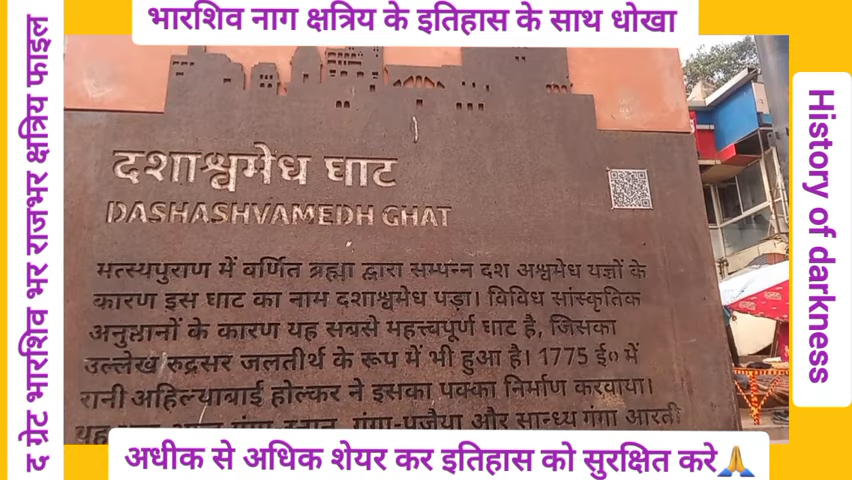 भारशिव नाग क्षत्रिय के इतिहास के साथ धोखा
द ग्रेट भारशिव भर राजभर क्षत्रिय फाइल
दशाश्वमेध घाट
DASHASHVAMEDH GHAT
मत्स्यपुराण में वर्णित ब्रह्मा द्वारा सम्पन्न दश अश्वमेध यज्ञों के
कारण इस घाट का नाम दशाश्वमेध पड़ा। विविध सांस्कृतिक
अनुष्ठानों के कारण यह सबसे महत्त्वपूर्ण घाट है, जिसका
उल्लेख रुद्रसर जलतीर्थ के रूप में भी हुआ है। 1775 ई० में
रानी अहिल्याबाई होल्कर ने इसका पक्का निर्माण करवाया।
गंगा-पूजैया और सान्ध्य गंगा आरती
History of darkness
अधीक से अधिक शेयर कर इतिहास को सुरक्षित करे🙏